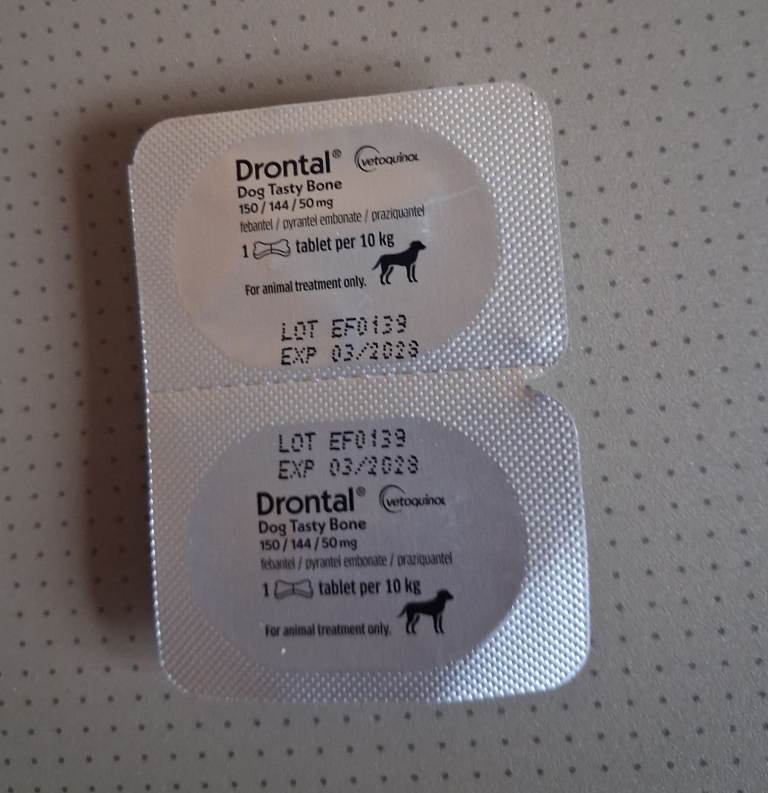 Drontal® vetoquinol
Dog Tasty Bone
150 / 144 / 50 mg
febantel / pyrantel embonate / praziquantel
1 tablet per 10 kg
For animal treatment only.
LOT EF0139
EXP 03/2028
LOT EF0139
EXP 03/2028
Drontal® vetoquinol
Dog Tasty Bone
150 / 144 / 50 mg
febantel / pyrantel embonate / praziquantel
1 tablet per 10 kg
For animal treatment only.